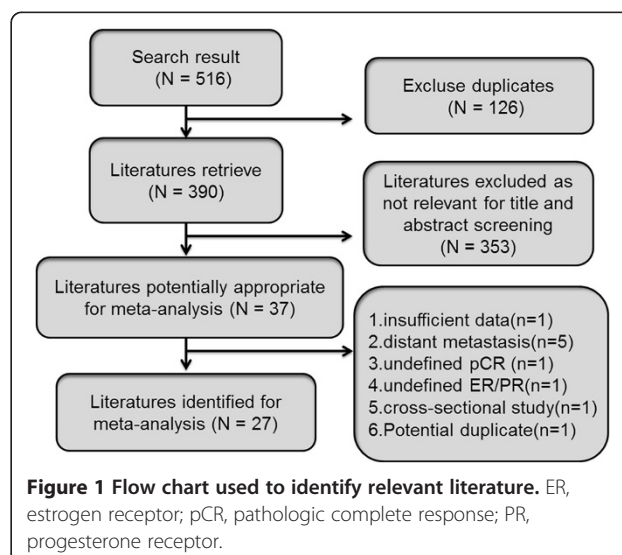 Search result
(N = 516)
Excluse duplicates
(N = 126)
Literatures retrieve
(N = 390)
Literatures excluded as
not relevant for title and
abstract screening
(N = 353)
Literatures potentially appropriate
for meta-analysis (N = 37)
1.insufficient data(n=1)
2.distant metastasis(n=5)
3.undefined pCR (n=1)
4.undefined ER/PR(n=1)
5.cross-sectional study(n=1)
6.Potential duplicate(n=1)
Literatures identified for
meta-analysis (N = 27)
Figure 1 Flow chart used to identify relevant literature. ER,
estrogen receptor; pCR, pathologic complete response; PR,
progesterone receptor.